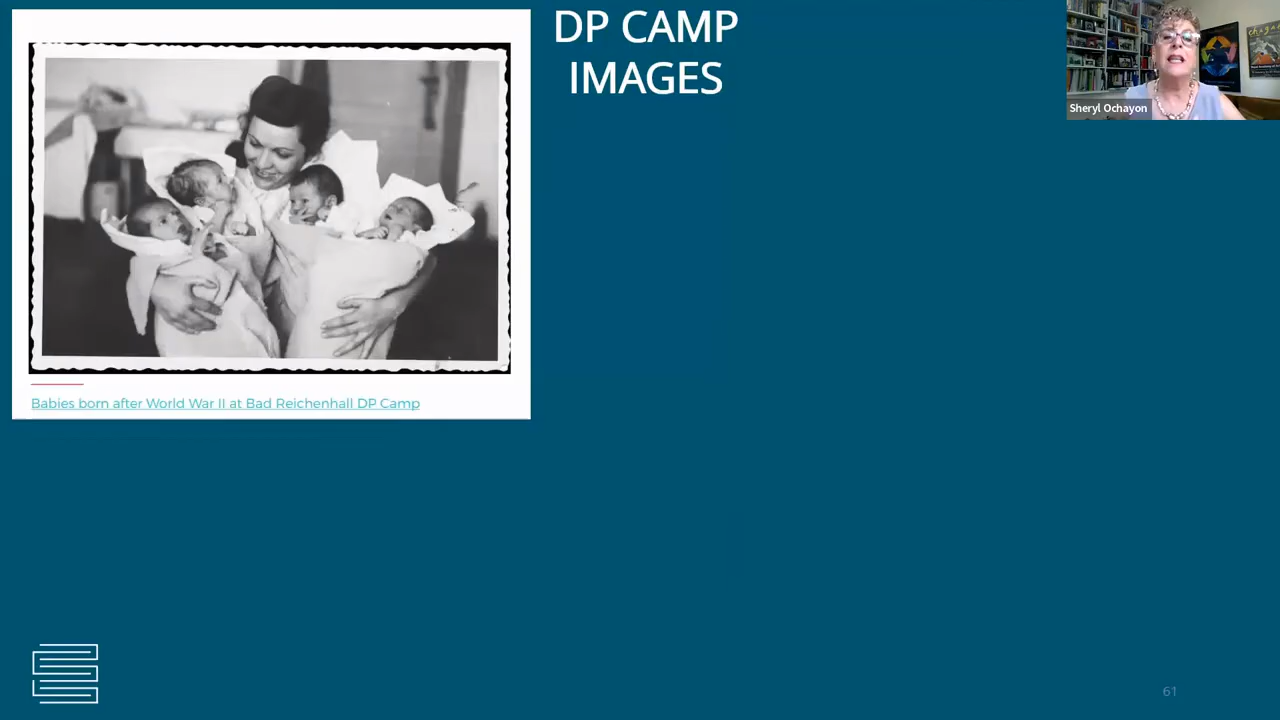 DP CAMP
IMAGES
Sheryl Ochayon
Babies born after World War II at Bad Reichenhall DP Camp
61